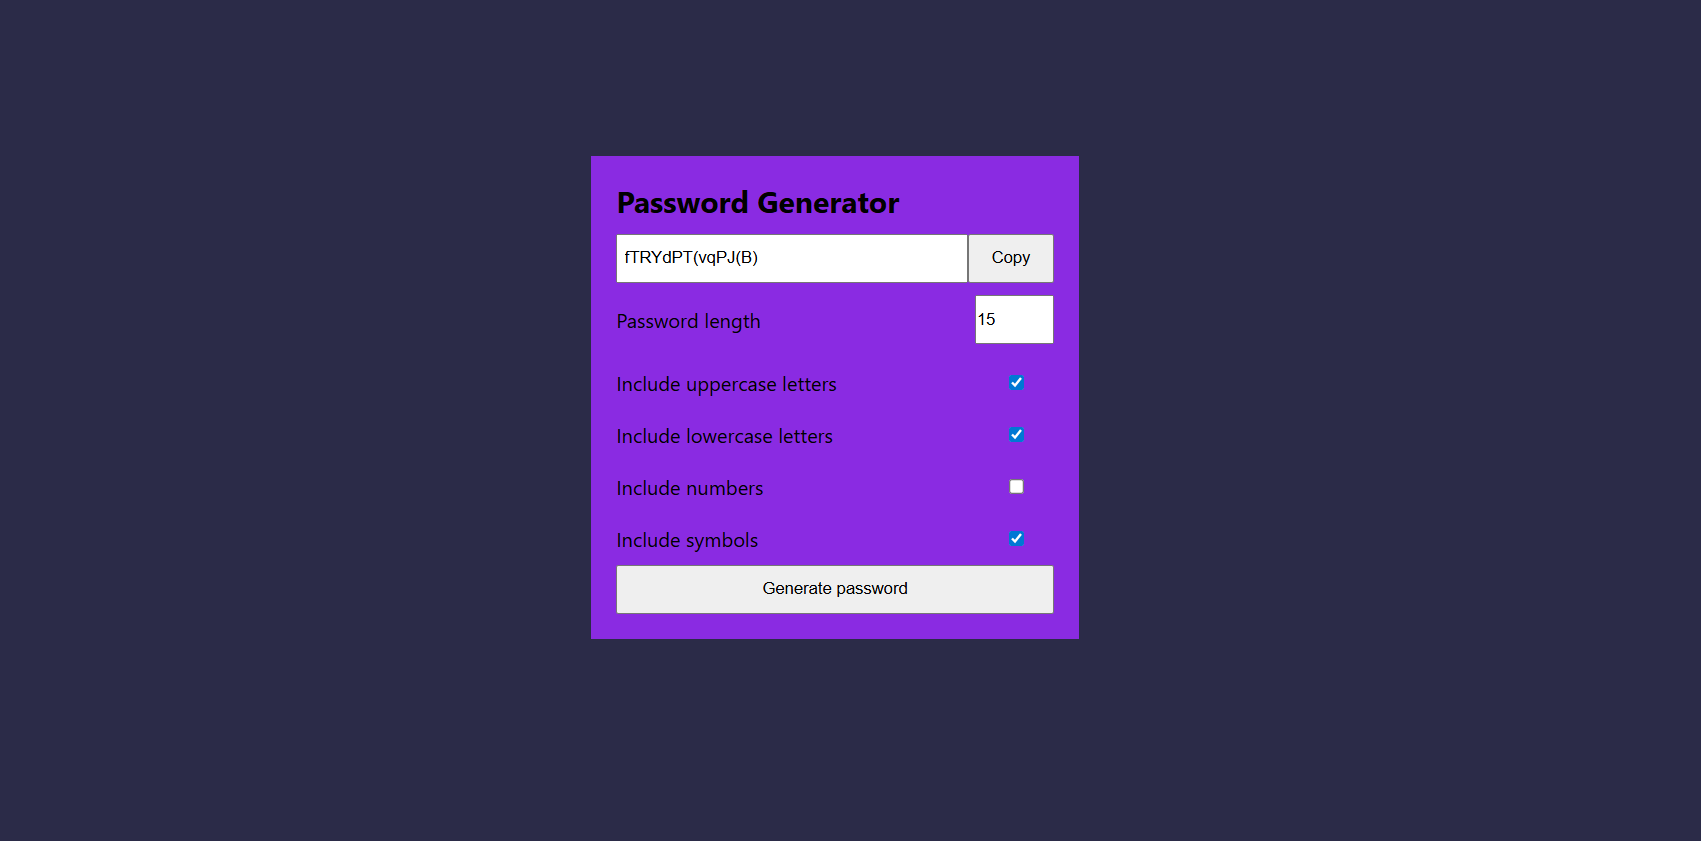 Password Generator
fTRYdPT(vqPJ(B)
Copy
Password length
15
Include uppercase letters
Include lowercase letters
Include numbers
Include symbols
Generate password